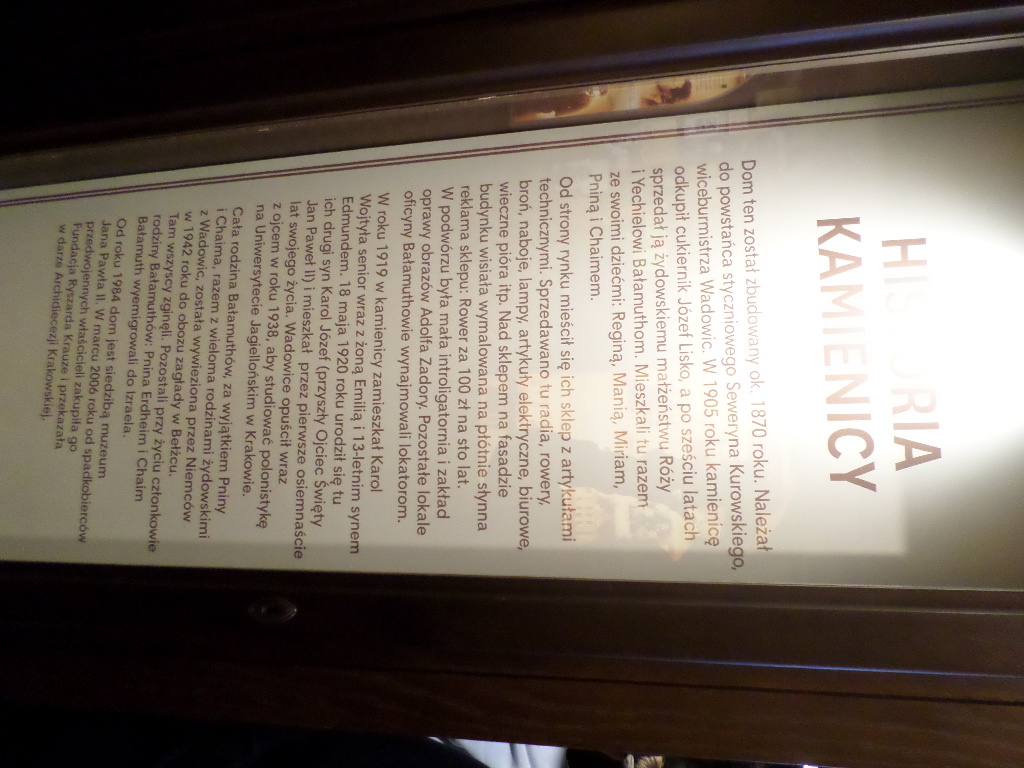 HISTORIA
KAMIENICY
Dom ten został zbudowany ok. 1870 roku. Należał
do powstańca styczniowego Seweryna Kurowskiego,
wiceburmistrza Wadowic. W 1905 roku kamienicę
odkupił cukiernik Józef Lisko, a po sześciu latach
sprzedał ją żydowskiemu małżeństwu: Róży
i Yechielowi Bałamuthom. Mieszkali tu razem
ze swoimi dziećmi: Reginą, Manią, Miriam,
Pniną i Chaimem.
Od strony rynku mieścił się ich sklep z artykułami
technicznymi. Sprzedawano tu radia, rowery,
broń, naboje, lampy, artykuły elektryczne, biurowe,
wieczne pióra itp. Nad sklepem na fasadzie
budynku wisiała wymalowana na płótnie słynna
reklama sklepu: Rower za 100 zł na sto lat.
W podwórzu była mała introligatornia i zakład
oprawy obrazów Adolfa Zadory. Pozostałe lokale
oficyny Bałamuthowie wynajmowali lokatorom.
W roku 1919 w kamienicy zamieszkał Karol
Wojtyła senior wraz z żoną Emilią i 13-letnim synem
Edmundem. 18 maja 1920 roku urodził się tu
ich drugi syn Karol Józef (przyszły Ojciec Święty
Jan Paweł II) i mieszkał przez pierwsze osiemnaście
lat swojego życia. Wadowice opuścił wraz
z ojcem w roku 1938, aby studiować polonistykę
na Uniwersytecie Jagiellońskim w Krakowie.
Cała rodzina Bałamuthów, za wyjątkiem Pniny
i Chaima, razem z wieloma rodzinami żydowskimi
z Wadowic, została wywieziona przez Niemców
w 1942 roku do obozu zagłady w Bełżcu.
Tam wszyscy zginęli. Pozostali przy życiu członkowie
rodziny Bałamuthów: Pnina Erdheim i Chaim
Bałamuth wyemigrowali do Izraela.
Od roku 1984 dom jest siedzibą muzeum
Jana Pawła II. W marcu 2006 roku od spadkobierców
przedwojennych właścicieli zakupiła go
Fundacja Ryszarda Krauze i przekazała
w darze Archidiecezji Krakowskiej.